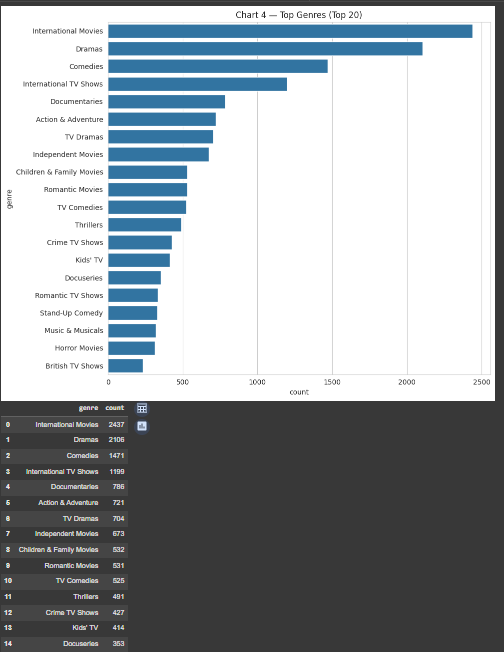 Chart 4 — Top Genres (Top 20)
International Movies
Dramas
Comedies
International TV Shows
Documentaries
Action & Adventure
TV Dramas
Independent Movies
Children & Family Movies
Romantic Movies
TV Comedies
Thrillers
Crime TV Shows
Kids' TV
Docuseries
Romantic TV Shows
Stand-Up Comedy
Music & Musicals
Horror Movies
British TV Shows
genre
0 500 1000 1500 2000 2500
count
genre count
0 International Movies 2437
1 Dramas 2106
2 Comedies 1471
3 International TV Shows 1199
4 Documentaries 786
5 Action & Adventure 721
6 TV Dramas 704
7 Independent Movies 673
8 Children & Family Movies 532
9 Romantic Movies 531
10 TV Comedies 525
11 Thrillers 491
12 Crime TV Shows 427
13 Kids' TV 414
14 Docuseries 353